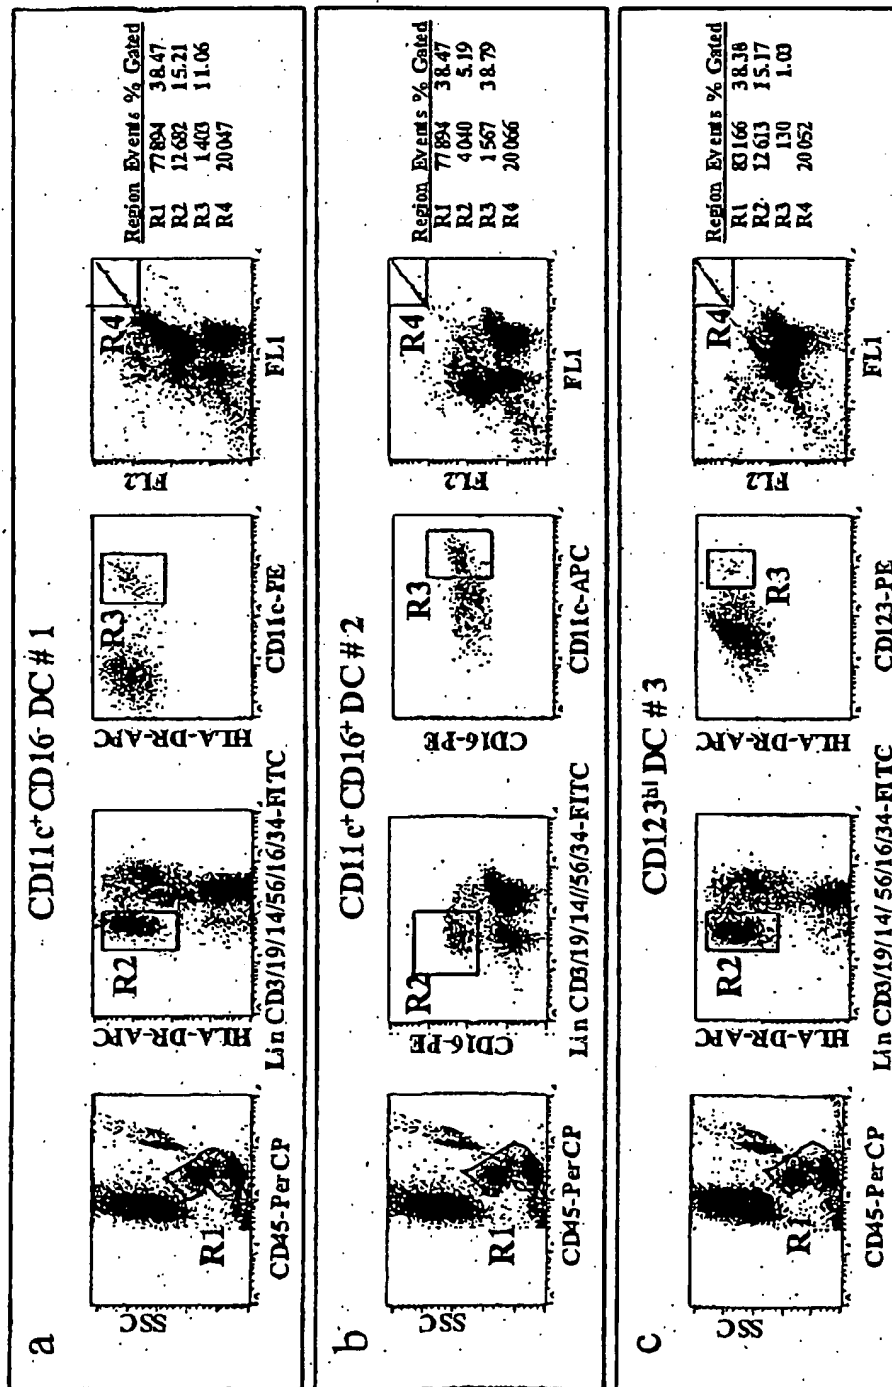 a
CD11c+ CD16- DC # 1
SSC
R1
CD45-PerCP
HLA-DR-APC
R2
Lin CD3/19/14/56/16/34-FITC
HLA-DR-APC
R3
CD11c-PE
FL2
R4
FL1
Region Events % Gated
R1 77894 38.47
R2 12682 15.21
R3 1403 11.06
R4 20047
b
CD11c+ CD16+ DC # 2
SSC
R1
CD45-PerCP
CD16-PE
R2
Lin CD3/19/14//56/34-FITC
CD16-PE
R3
CD11c-APC
FL2
R4
FL1
Region Events % Gated
R1 77894 38.47
R2 4040 5.19
R3 1567 38.79
R4 20066
c
CD123hi DC # 3
SSC
R1
CD45-PerCP
HLA-DR-APC
R2
Lin CD3/19/14/ 56/16/34-FITC
HLA-DR-APC
R3
CD123-PE
FL2
R4
FL1
Region Events % Gated
R1 83166 38.38
R2 12613 15.17
R3 130 1.03
R4 20052